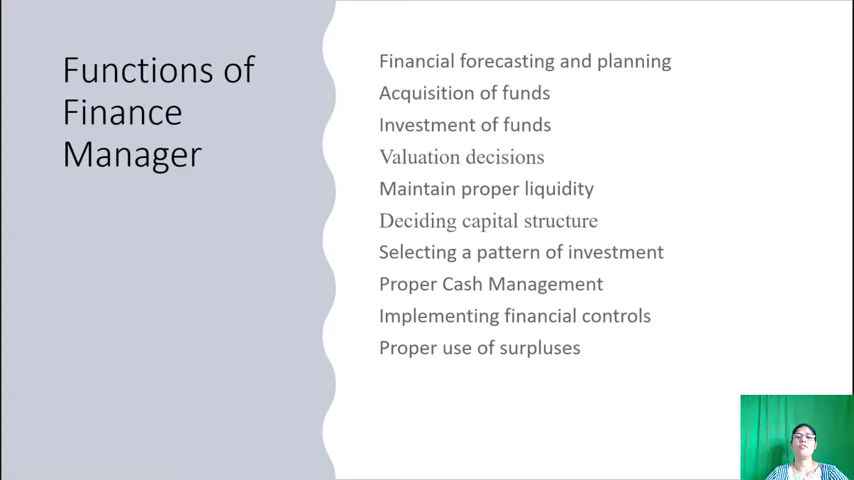 Functions of
Finance
Manager
Financial forecasting and planning
Acquisition of funds
Investment of funds
Valuation decisions
Maintain proper liquidity
Deciding capital structure
Selecting a pattern of investment
Proper Cash Management
Implementing financial controls
Proper use of surpluses